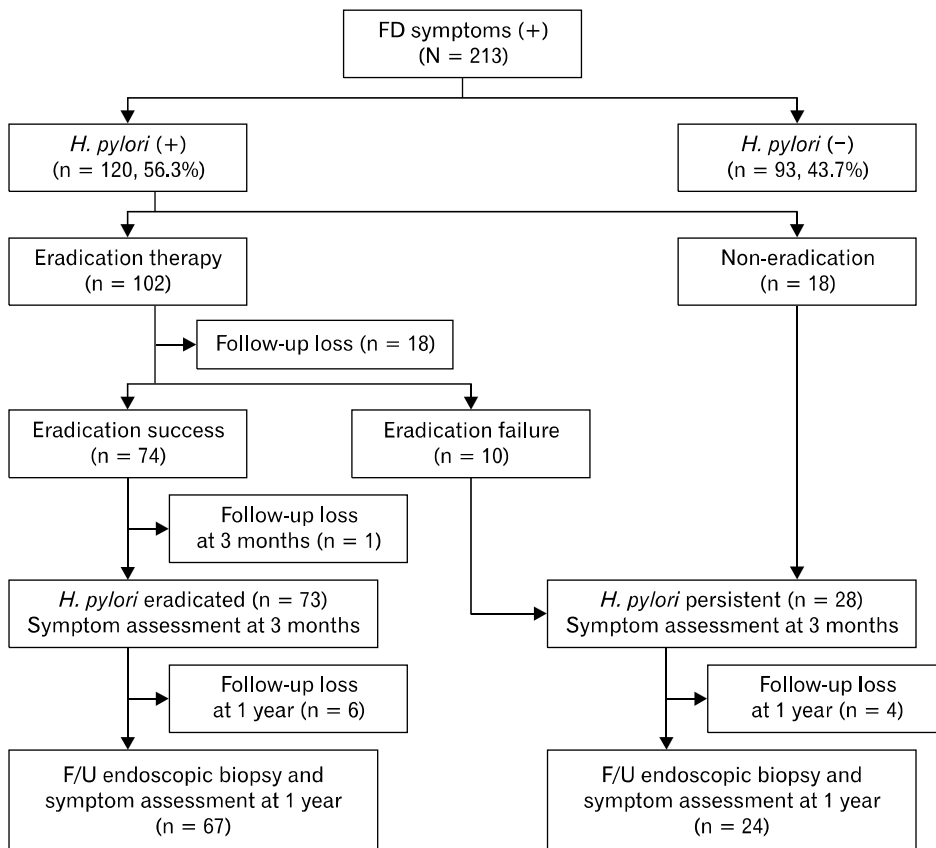 FD symptoms (+)
(N = 213)
H. pylori (+)
(n = 120, 56.3%)
H. pylori (−)
(n = 93, 43.7%)
Eradication therapy
(n = 102)
Non-eradication
(n = 18)
Follow-up loss (n = 18)
Eradication success
(n = 74)
Eradication failure
(n = 10)
Follow-up loss
at 3 months (n = 1)
H. pylori eradicated (n = 73)
Symptom assessment at 3 months
H. pylori persistent (n = 28)
Symptom assessment at 3 months
Follow-up loss
at 1 year (n = 6)
Follow-up loss
at 1 year (n = 4)
F/U endoscopic biopsy and
symptom assessment at 1 year
(n = 67)
F/U endoscopic biopsy and
symptom assessment at 1 year
(n = 24)